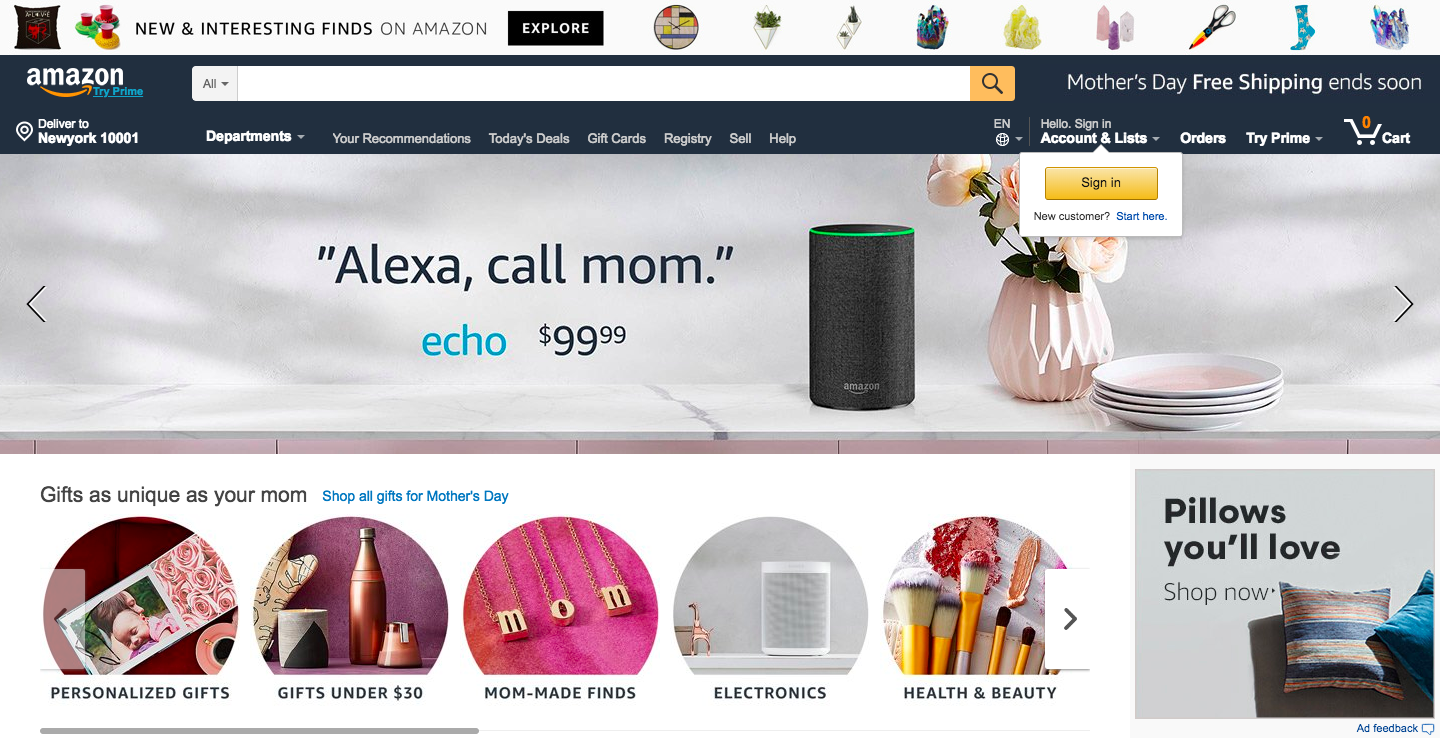 NEW & INTERESTING FINDS ON AMAZON EXPLORE
amazon
Try Prime
All
Mother's Day Free Shipping ends soon
Deliver to
Newyork 10001
Departments
Your Recommendations Today's Deals Gift Cards Registry Sell Help
EN
Hello. Sign in
Account & Lists
Orders
Try Prime
0
Cart
Sign in
New customer? Start here.
"Alexa, call mom."
echo $99 99
amazon
Gifts as unique as your mom Shop all gifts for Mother's Day
m o m
PERSONALIZED GIFTS
GIFTS UNDER $30
MOM-MADE FINDS
ELECTRONICS
HEALTH & BEAUTY
Pillows
you'll love
Shop now
Ad feedback